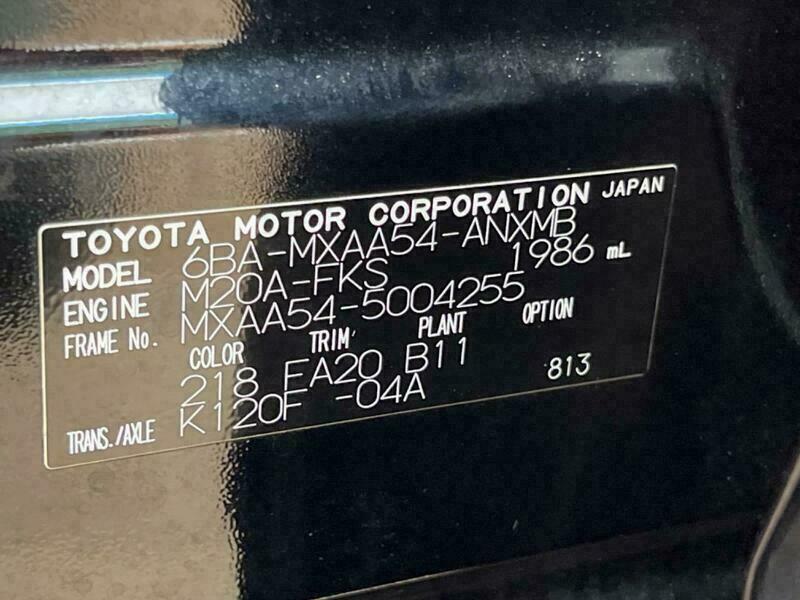 TOYOTA MOTOR CORPORATION JAPAN
MODEL 6BA-MXAA54-ANXMB
ENGINE M20A-FKS 1986 mL
FRAME No. MXAA54-5004255
COLOR TRIM PLANT OPTION
218 FA20 B11
TRANS./AXLE K120F -04A 813